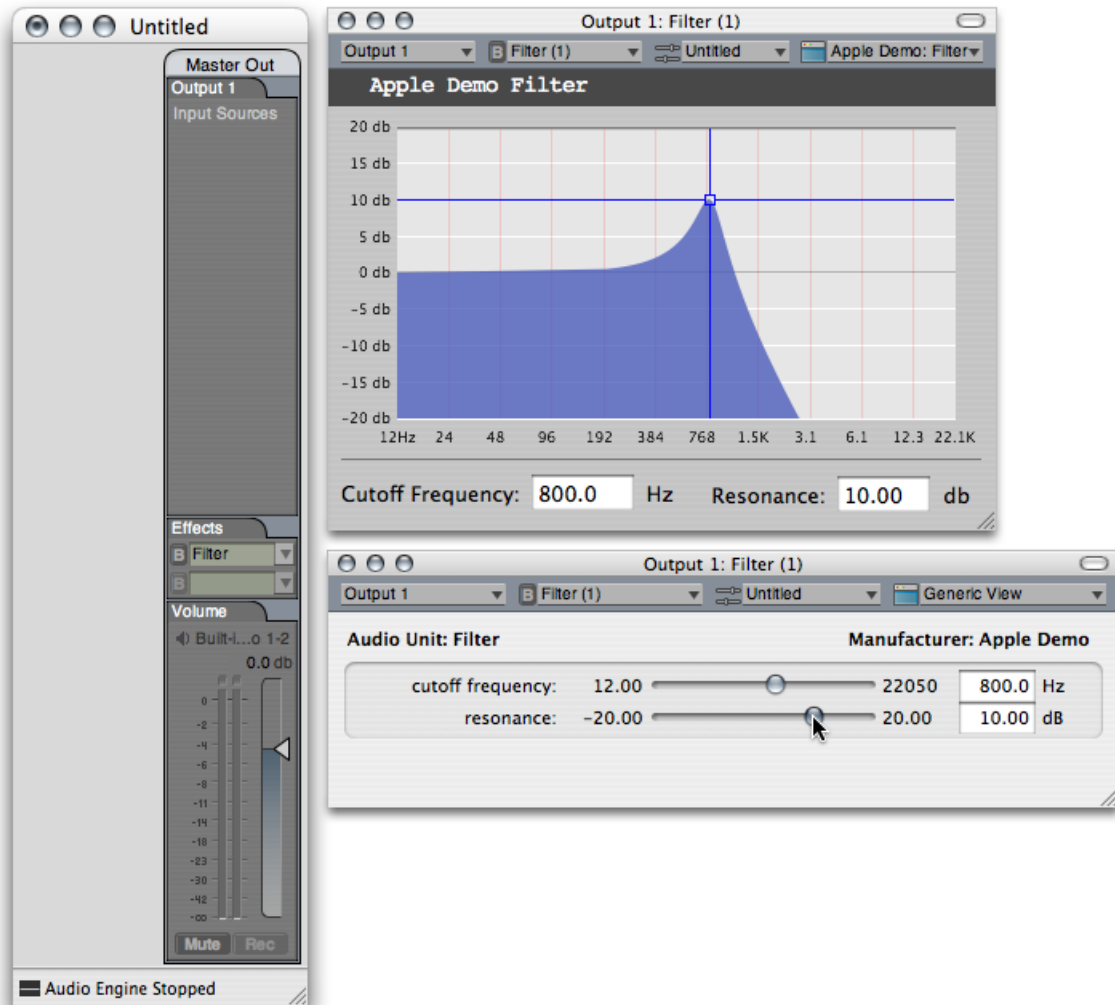 Untitled
Master Out
Output 1
Input Sources
Effects
B Filter
B
Volume
Built-i...o 1-2
0.0 db
0
-2
-4
-6
-8
-11
-14
-18
-23
-30
-42
-∞
Mute Rec
Audio Engine Stopped
Output 1: Filter (1)
Output 1 B Filter (1) Untitled Apple Demo: Filter
Apple Demo Filter
20 db
15 db
10 db
5 db
0 db
-5 db
-10 db
-15 db
-20 db
12Hz 24 48 96 192 384 768 1.5K 3.1 6.1 12.3 22.1K
Cutoff Frequency: 800.0 Hz Resonance: 10.00 db
Output 1: Filter (1)
Output 1 B Filter (1) Untitled Generic View
Audio Unit: Filter Manufacturer: Apple Demo
cutoff frequency: 12.00 22050 800.0 Hz
resonance: -20.00 20.00 10.00 dB